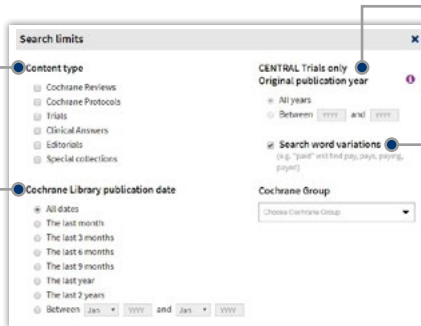 Search limits
Content type
Cochrane Reviews
Cochrane Protocols
Trials
Clinical Answers
Editorials
Special collections
Cochrane Library publication date
All dates
The last month
The last 3 months
The last 6 months
The last 9 months
The last year
The last 2 years
Between Jan YYYY and Jan YYYY
CENTRAL Trials only
Original publication year
All years
Between YYYY and YYYY
Search word variations
(e.g. "paid" will find pay, pays, paying,
payed)
Cochrane Group
Choose Cochrane Group